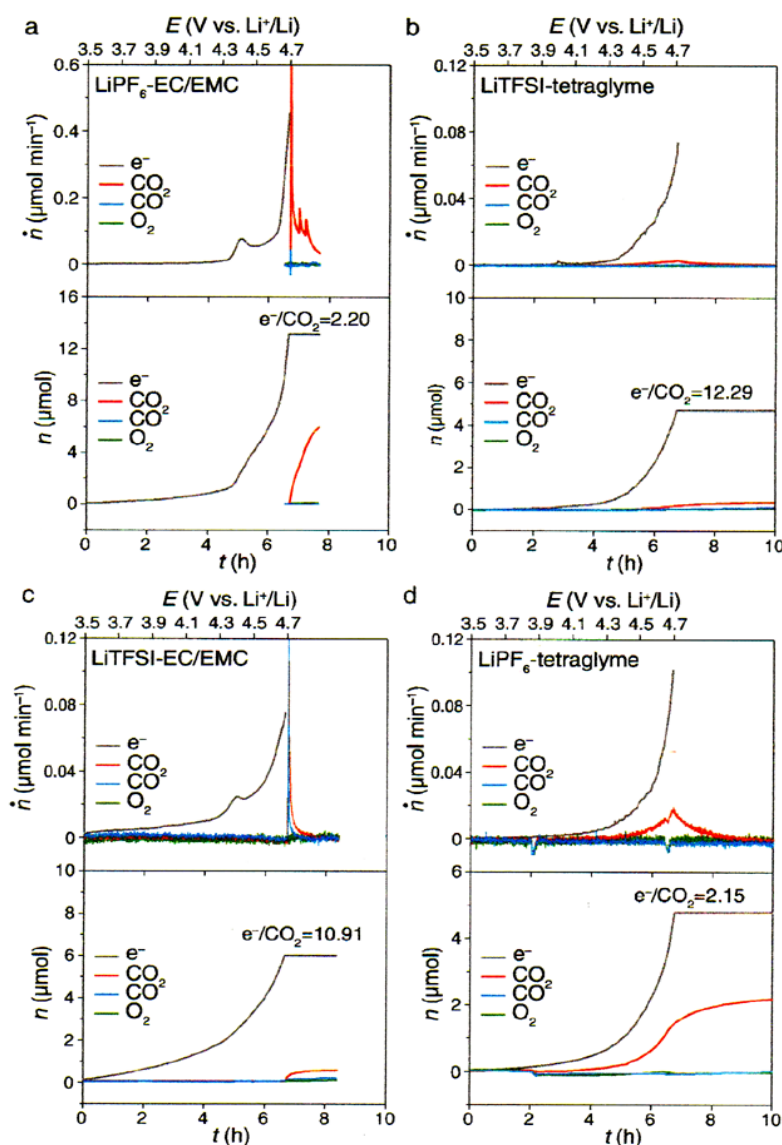 a
E (V vs. Li⁺/Li)
3.5 3.7 3.9 4.1 4.3 4.5 4.7
LiPF₆-EC/EMC
0.6
0.4
0.2
0
ṅ (μmol min⁻¹)
e⁻
CO₂
CO₂
O₂
16
12
8
4
0
n (μmol)
e⁻/CO₂=2.20
e⁻
CO₂
CO₂
O₂
0 2 4 6 8 10
t (h)
b
E (V vs. Li⁺/Li)
3.5 3.7 3.9 4.1 4.3 4.5 4.7
LiTFSI-tetraglyme
0.12
0.08
0.04
0
ṅ (μmol min⁻¹)
e⁻
CO₂
CO₂
O₂
10
8
6
4
2
0
n (μmol)
e⁻/CO₂=12.29
e⁻
CO₂
CO₂
O₂
0 2 4 6 8 10
t (h)
c
E (V vs. Li⁺/Li)
3.5 3.7 3.9 4.1 4.3 4.5 4.7
LiTFSI-EC/EMC
0.12
0.08
0.04
0
ṅ (μmol min⁻¹)
e⁻
CO₂
CO₂
O₂
10
8
6
4
2
0
n (μmol)
e⁻/CO₂=10.91
e⁻
CO₂
CO₂
O₂
0 2 4 6 8 10
t (h)
d
E (V vs. Li⁺/Li)
3.5 3.7 3.9 4.1 4.3 4.5 4.7
LiPF₆-tetraglyme
0.12
0.08
0.04
0
ṅ (μmol min⁻¹)
e⁻
CO₂
CO₂
O₂
6
4
2
0
n (μmol)
e⁻/CO₂=2.15
e⁻
CO₂
CO₂
O₂
0 2 4 6 8 10
t (h)